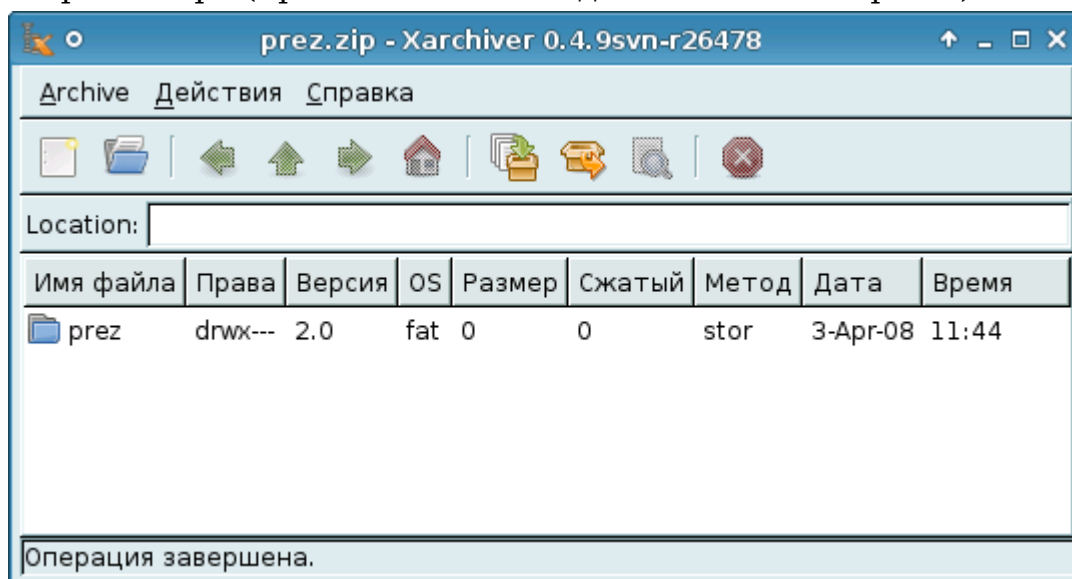 prez.zip - Xarchiver 0.4.9svn-r26478
Archive Действия Справка
Location:
Имя файла Права Версия OS Размер Сжатый Метод Дата Время
prez drwx--- 2.0 fat 0 0 stor 3-Apr-08 11:44
Операция завершена.